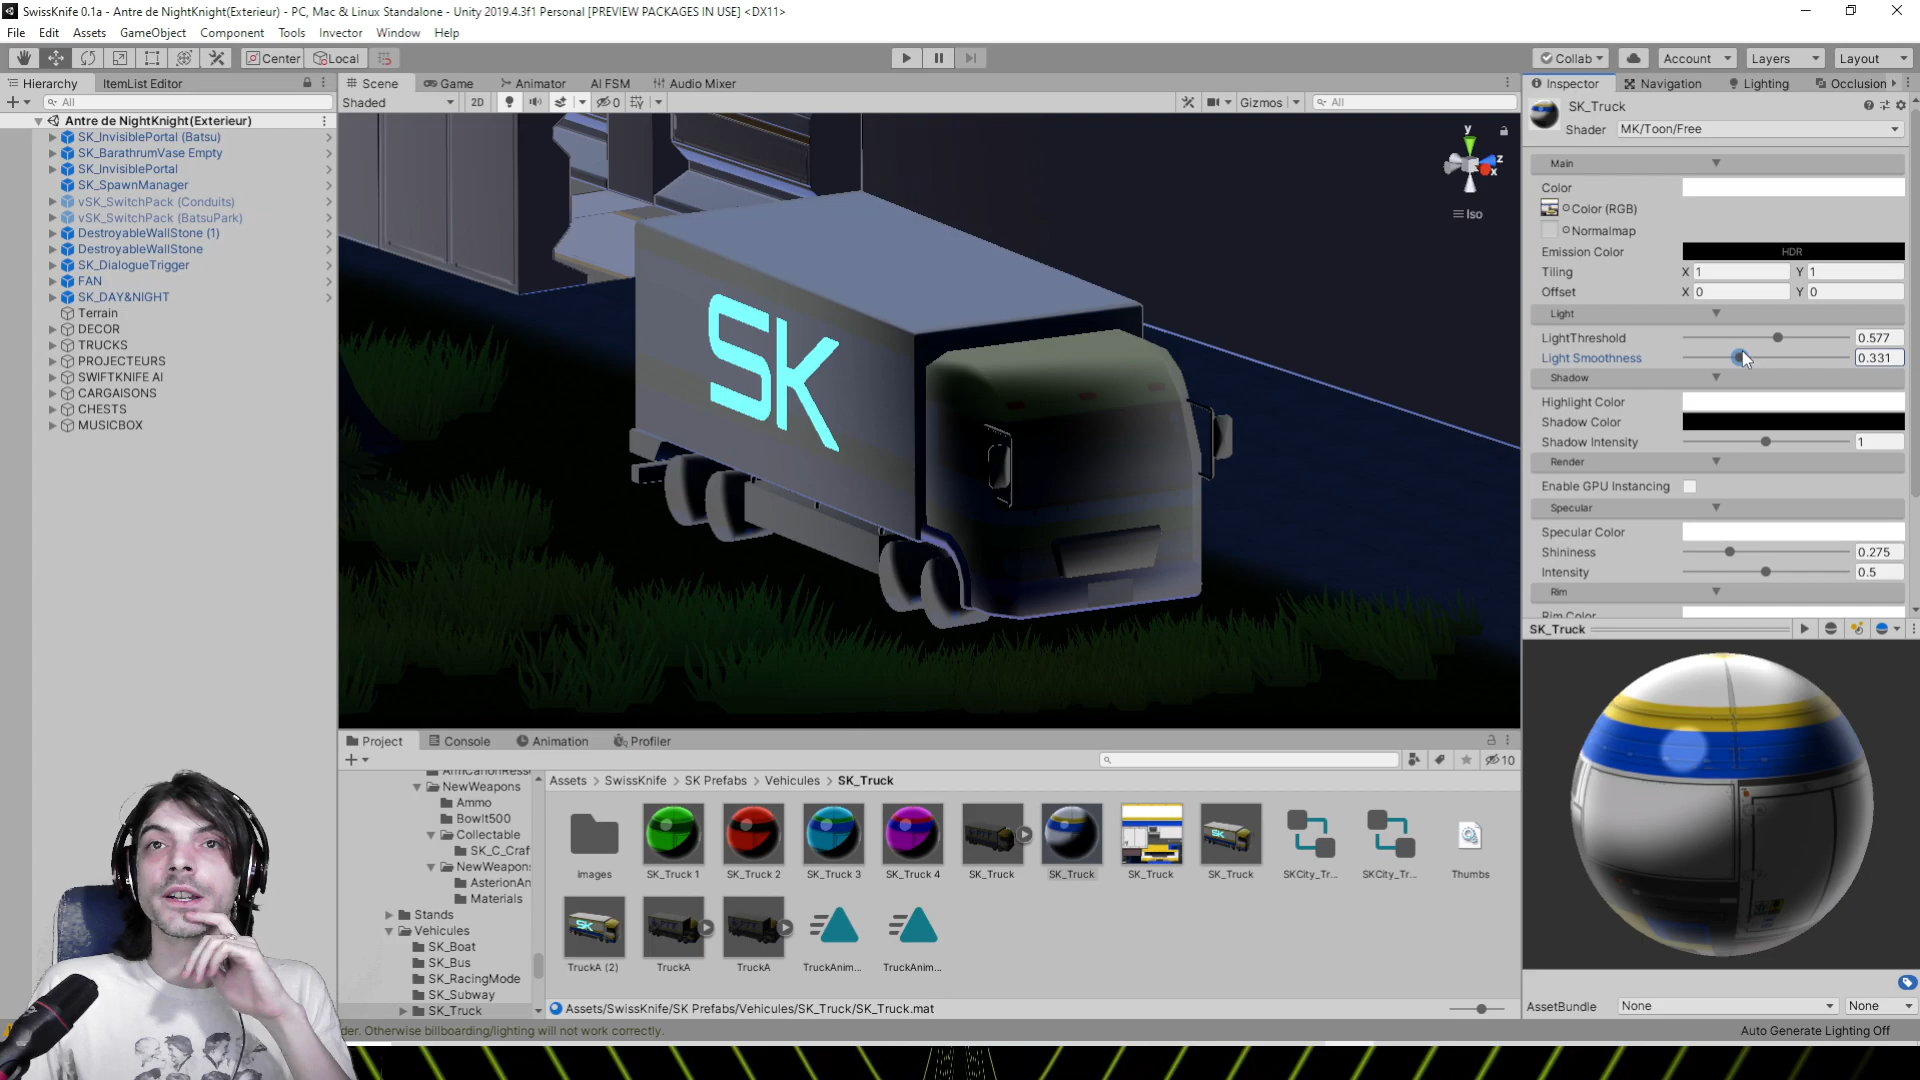 SwissKnife 0.1a - Antre de NightKnight(Exterieur) - PC, Mac & Linux Standalone - Unity 2019.4.3f1 Personal [PREVIEW PACKAGES IN USE] <DX11>
File Edit Assets GameObject Component Tools Invector Window Help
Center Local Collab Account Layers Layout
Hierarchy ItemList Editor
All
Antre de NightKnight(Exterieur)
SK_InvisiblePortal (Batsu)
SK_BarathrumVase Empty
SK_InvisiblePortal
SK_SpawnManager
vSK_SwitchPack (Conduits)
vSK_SwitchPack (BatsuPark)
DestroyableWallStone (1)
DestroyableWallStone
SK_DialogueTrigger
FAN
SK_DAY&NIGHT
Terrain
DECOR
TRUCKS
PROJECTEURS
SWIFTKNIFE AI
CARGAISONS
CHESTS
MUSICBOX
Scene Game Animator AI FSM Audio Mixer
Shaded 2D 0 Gizmos All
y
z
x
Iso
SK
Inspector Navigation Lighting Occlusion
SK_Truck
Shader MK/Toon/Free
Main
Color
Color (RGB)
Normalmap
Emission Color HDR
Tiling X 1 Y 1
Offset X 0 Y 0
Light
LightThreshold 0.577
Light Smoothness 0.331
Shadow
Highlight Color
Shadow Color
Shadow Intensity 1
Render
Enable GPU Instancing
Specular
Specular Color
Shininess 0.275
Intensity 0.5
Rim
Rim Color
SK_Truck
AssetBundle None None
Auto Generate Lighting Off
Project Console Animation Profiler
10
NewWeapons
Ammo
Bowlt500
Collectable
SK_C_Craf
NewWeapons
AsterionAn
Materials
Stands
Vehicules
SK_Boat
SK_Bus
SK_RacingMode
SK_Subway
SK_Truck
Assets > SwissKnife > SK Prefabs > Vehicules > SK_Truck
images SK_Truck 1 SK_Truck 2 SK_Truck 3 SK_Truck 4 SK_Truck SK_Truck SK_Truck SK_Truck SKCity_Tr... SKCity_Tr... Thumbs
TruckA (2) TruckA TruckA TruckAnim... TruckAnim...
Assets/SwissKnife/SK Prefabs/Vehicules/SK_Truck/SK_Truck.mat
der. Otherwise billboarding/lighting will not work correctly.